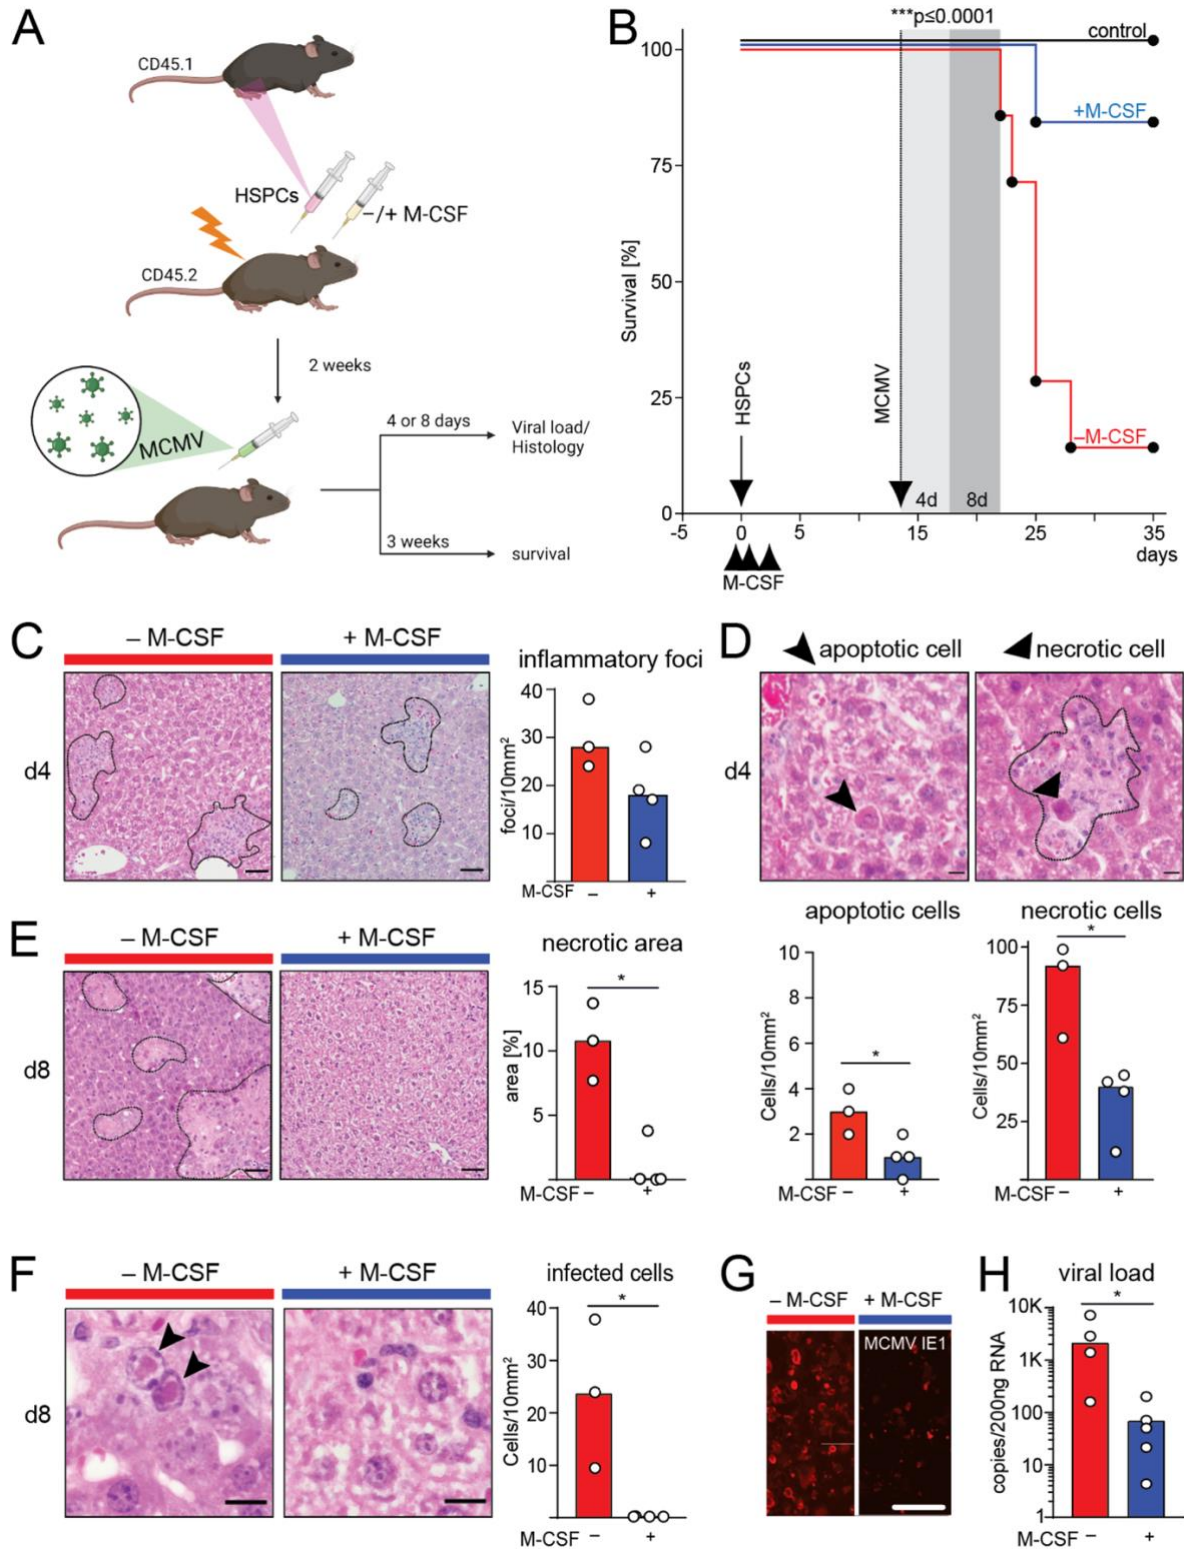 A
CD45.1
HSPCs
–/+ M-CSF
CD45.2
2 weeks
MCMV
4 or 8 days
Viral load/
Histology
3 weeks
survival
B
***p≤0.0001
control
+M-CSF
–M-CSF
Survival [%]
100
75
50
25
0
HSPCs
MCMV
4d
8d
-5
0
5
15
20
25
35
days
M-CSF
C
– M-CSF
+ M-CSF
d4
inflammatory foci
foci/10mm²
40
30
20
10
M-CSF
–
+
D
apoptotic cell
necrotic cell
d4
apoptotic cells
Cells/10mm²
10
8
6
4
2
*
M-CSF
–
+
necrotic cells
Cells/10mm²
100
75
50
25
*
M-CSF
–
+
E
– M-CSF
+ M-CSF
d8
necrotic area
area [%]
15
10
5
*
M-CSF
–
+
F
– M-CSF
+ M-CSF
d8
infected cells
Cells/10mm²
40
30
20
10
*
M-CSF
–
+
G
– M-CSF
+ M-CSF
MCMV IE1
H
viral load
copies/200ng RNA
10K
1K
100
10
1
*
M-CSF
–
+